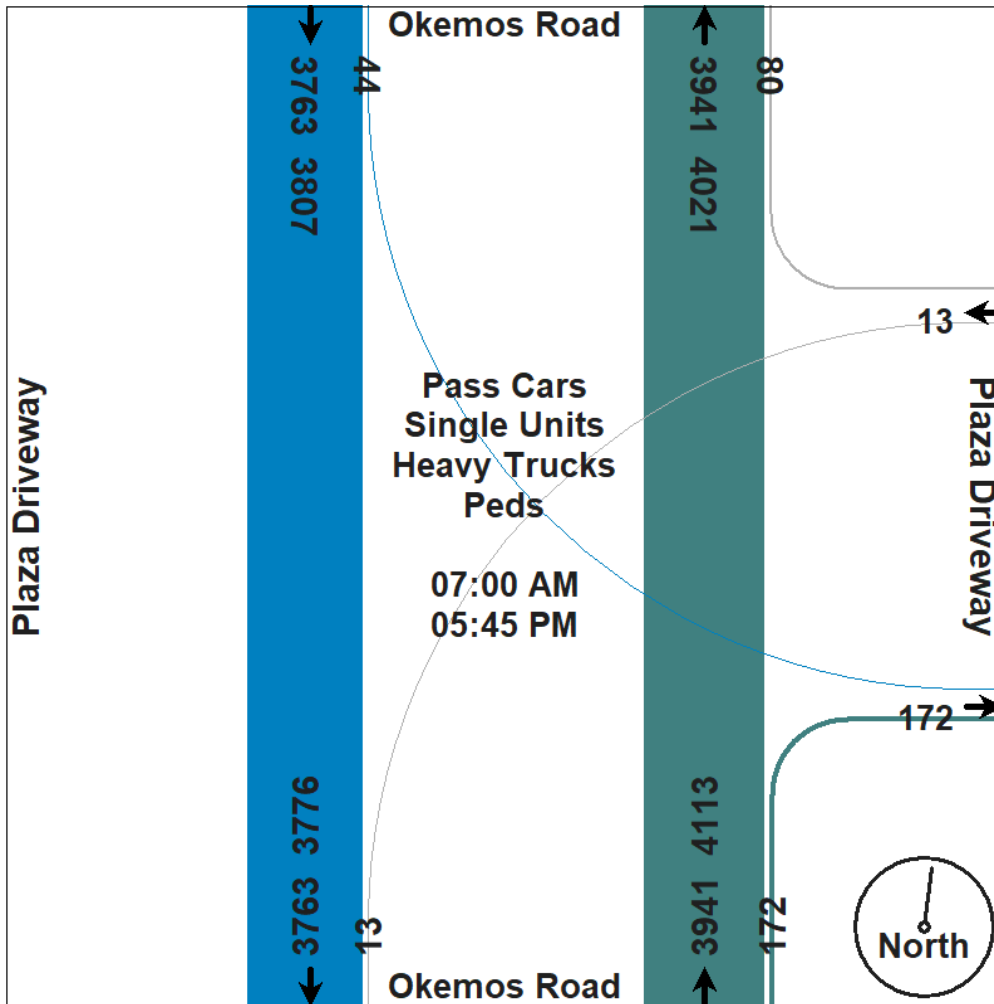 Okemos Road
3763 3807
44
3941 4021
80
13
Plaza Driveway
Pass Cars
Single Units
Heavy Trucks
Peds
07:00 AM
05:45 PM
Plaza Driveway
172
3763 3776
13
3941 4113
172
North
Okemos Road